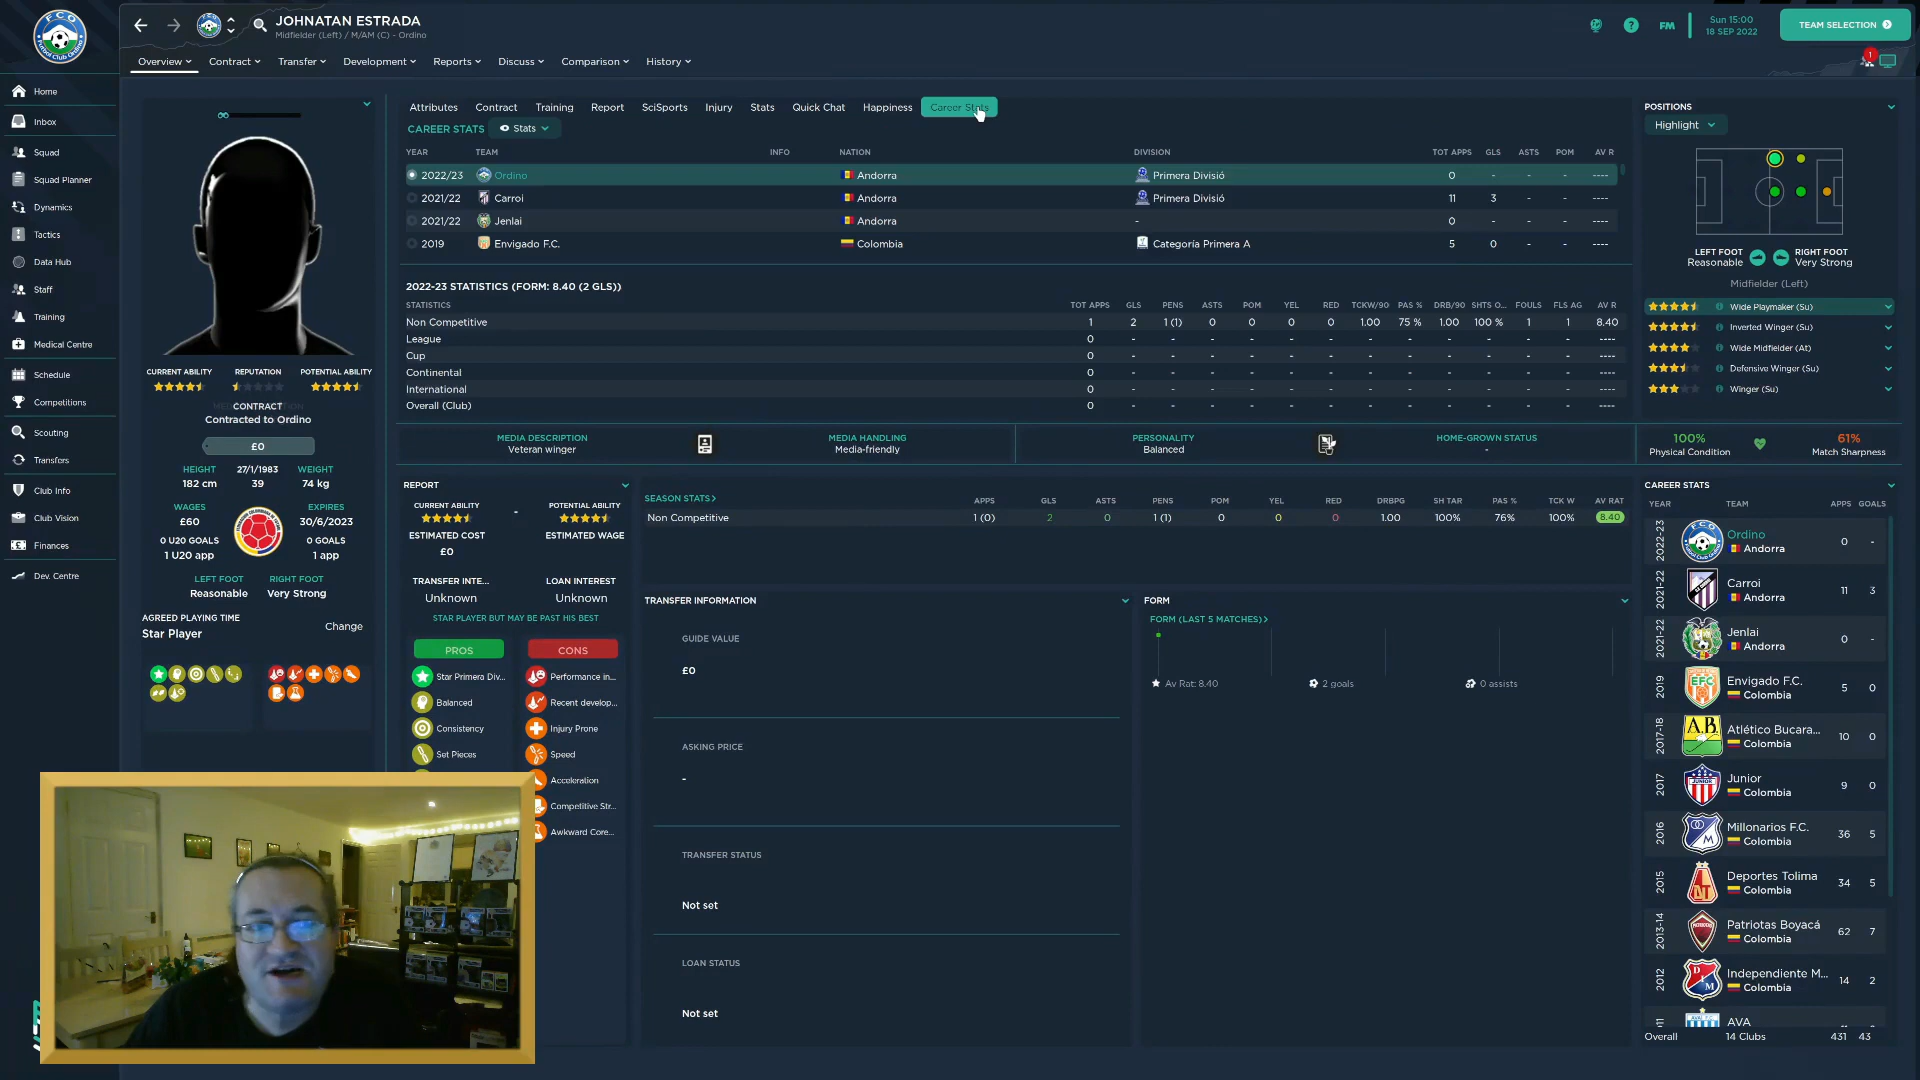 JOHNATAN ESTRADA
Midfielder (Left) / M/AM (C) - Ordino
FM
Sun 15:00
18 SEP 2022
TEAM SELECTION
1
Overview
Contract
Transfer
Development
Reports
Discuss
Comparison
History
Home
Inbox
Squad
Squad Planner
Dynamics
Tactics
Data Hub
Staff
Training
Medical Centre
Schedule
Competitions
Scouting
Transfers
Club Info
Club Vision
Finances
Dev. Centre
CURRENT ABILITY REPUTATION POTENTIAL ABILITY
CONTRACT
Contracted to Ordino
£0
HEIGHT 27/1/1983 WEIGHT
182 cm 39 74 kg
WAGES EXPIRES
£60 30/6/2023
0 U20 GOALS 0 GOALS
1 U20 app 1 app
LEFT FOOT RIGHT FOOT
Reasonable Very Strong
AGREED PLAYING TIME
Star Player
Change
Attributes Contract Training Report SciSports Injury Stats Quick Chat Happiness Career Stats
CAREER STATS Stats
YEAR TEAM INFO NATION DIVISION TOT APPS GLS ASTS POM AV R
2022/23 Ordino Andorra Primera Divisió 0 - - - ----
2021/22 Carroi Andorra Primera Divisió 11 3 - - ----
2021/22 Jenlai Andorra - 0 - - - ----
2019 Envigado F.C. Colombia Categoría Primera A 5 0 - - ----
2022-23 STATISTICS (FORM: 8.40 (2 GLS))
STATISTICS TOT APPS GLS PENS ASTS POM YEL RED TCKW/90 PAS % DRB/90 SHTS O... FOULS FLS AG AV R
Non Competitive 1 2 1 (1) 0 0 0 0 1.00 75 % 1.00 100 % 1 1 8.40
League 0 - - - - - - - - - - - - ----
Cup 0 - - - - - - - - - - - - ----
Continental 0 - - - - - - - - - - - - ----
International 0 - - - - - - - - - - - - ----
Overall (Club) 0 - - - - - - - - - - - - ----
MEDIA DESCRIPTION
Veteran winger
MEDIA HANDLING
Media-friendly
PERSONALITY
Balanced
HOME-GROWN STATUS
-
100%
Physical Condition
61%
Match Sharpness
REPORT
CURRENT ABILITY - POTENTIAL ABILITY
ESTIMATED COST ESTIMATED WAGE
£0
TRANSFER INTE... LOAN INTEREST
Unknown Unknown
STAR PLAYER BUT MAY BE PAST HIS BEST
PROS CONS
Star Primera Div... Performance in...
Balanced Recent develop...
Consistency Injury Prone
Set Pieces Speed
Acceleration
Competitive Str...
Awkward Core...
SEASON STATS APPS GLS ASTS PENS POM YEL RED DRBPG SH TAR PAS % TCK W AV RAT
Non Competitive 1 (0) 2 0 1 (1) 0 0 0 1.00 100% 76% 100% 8.40
TRANSFER INFORMATION
GUIDE VALUE
£0
ASKING PRICE
-
TRANSFER STATUS
Not set
LOAN STATUS
Not set
FORM
FORM (LAST 5 MATCHES)
Av Rat: 8.40 2 goals 0 assists
POSITIONS
Highlight
LEFT FOOT RIGHT FOOT
Reasonable Very Strong
Midfielder (Left)
Wide Playmaker (Su)
Inverted Winger (Su)
Wide Midfielder (At)
Defensive Winger (Su)
Winger (Su)
CAREER STATS
YEAR TEAM APPS GOALS
2022-23 Ordino Andorra 0 -
2021-22 Carroi Andorra 11 3
2021-22 Jenlai Andorra 0 -
2019 Envigado F.C. Colombia 5 0
2017-18 Atlético Bucara... Colombia 10 0
2017 Junior Colombia 9 0
2016 Millonarios F.C. Colombia 36 5
2015 Deportes Tolima Colombia 34 5
2013-14 Patriotas Boyacá Colombia 62 7
2012 Independiente M... Colombia 14 2
AVA
Overall 14 Clubs 431 43